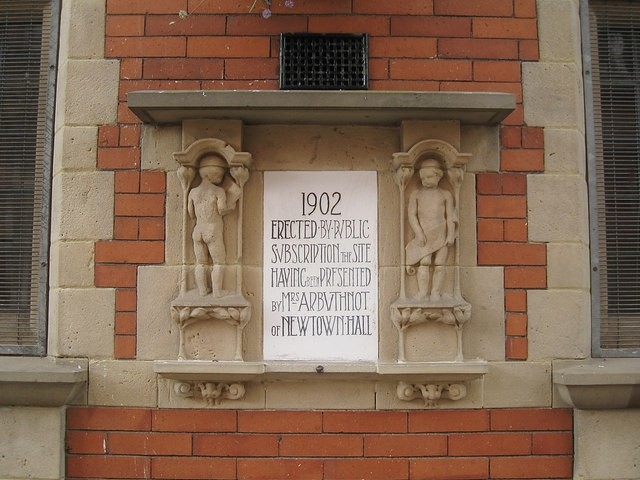 1902
ERECTED·BY·PVBLIC
SVBSCRIPTION THE SITE
HAVING BEEN PRESENTED
BY MRS ARBVTHNOT
OF NEWTOWN·HALL